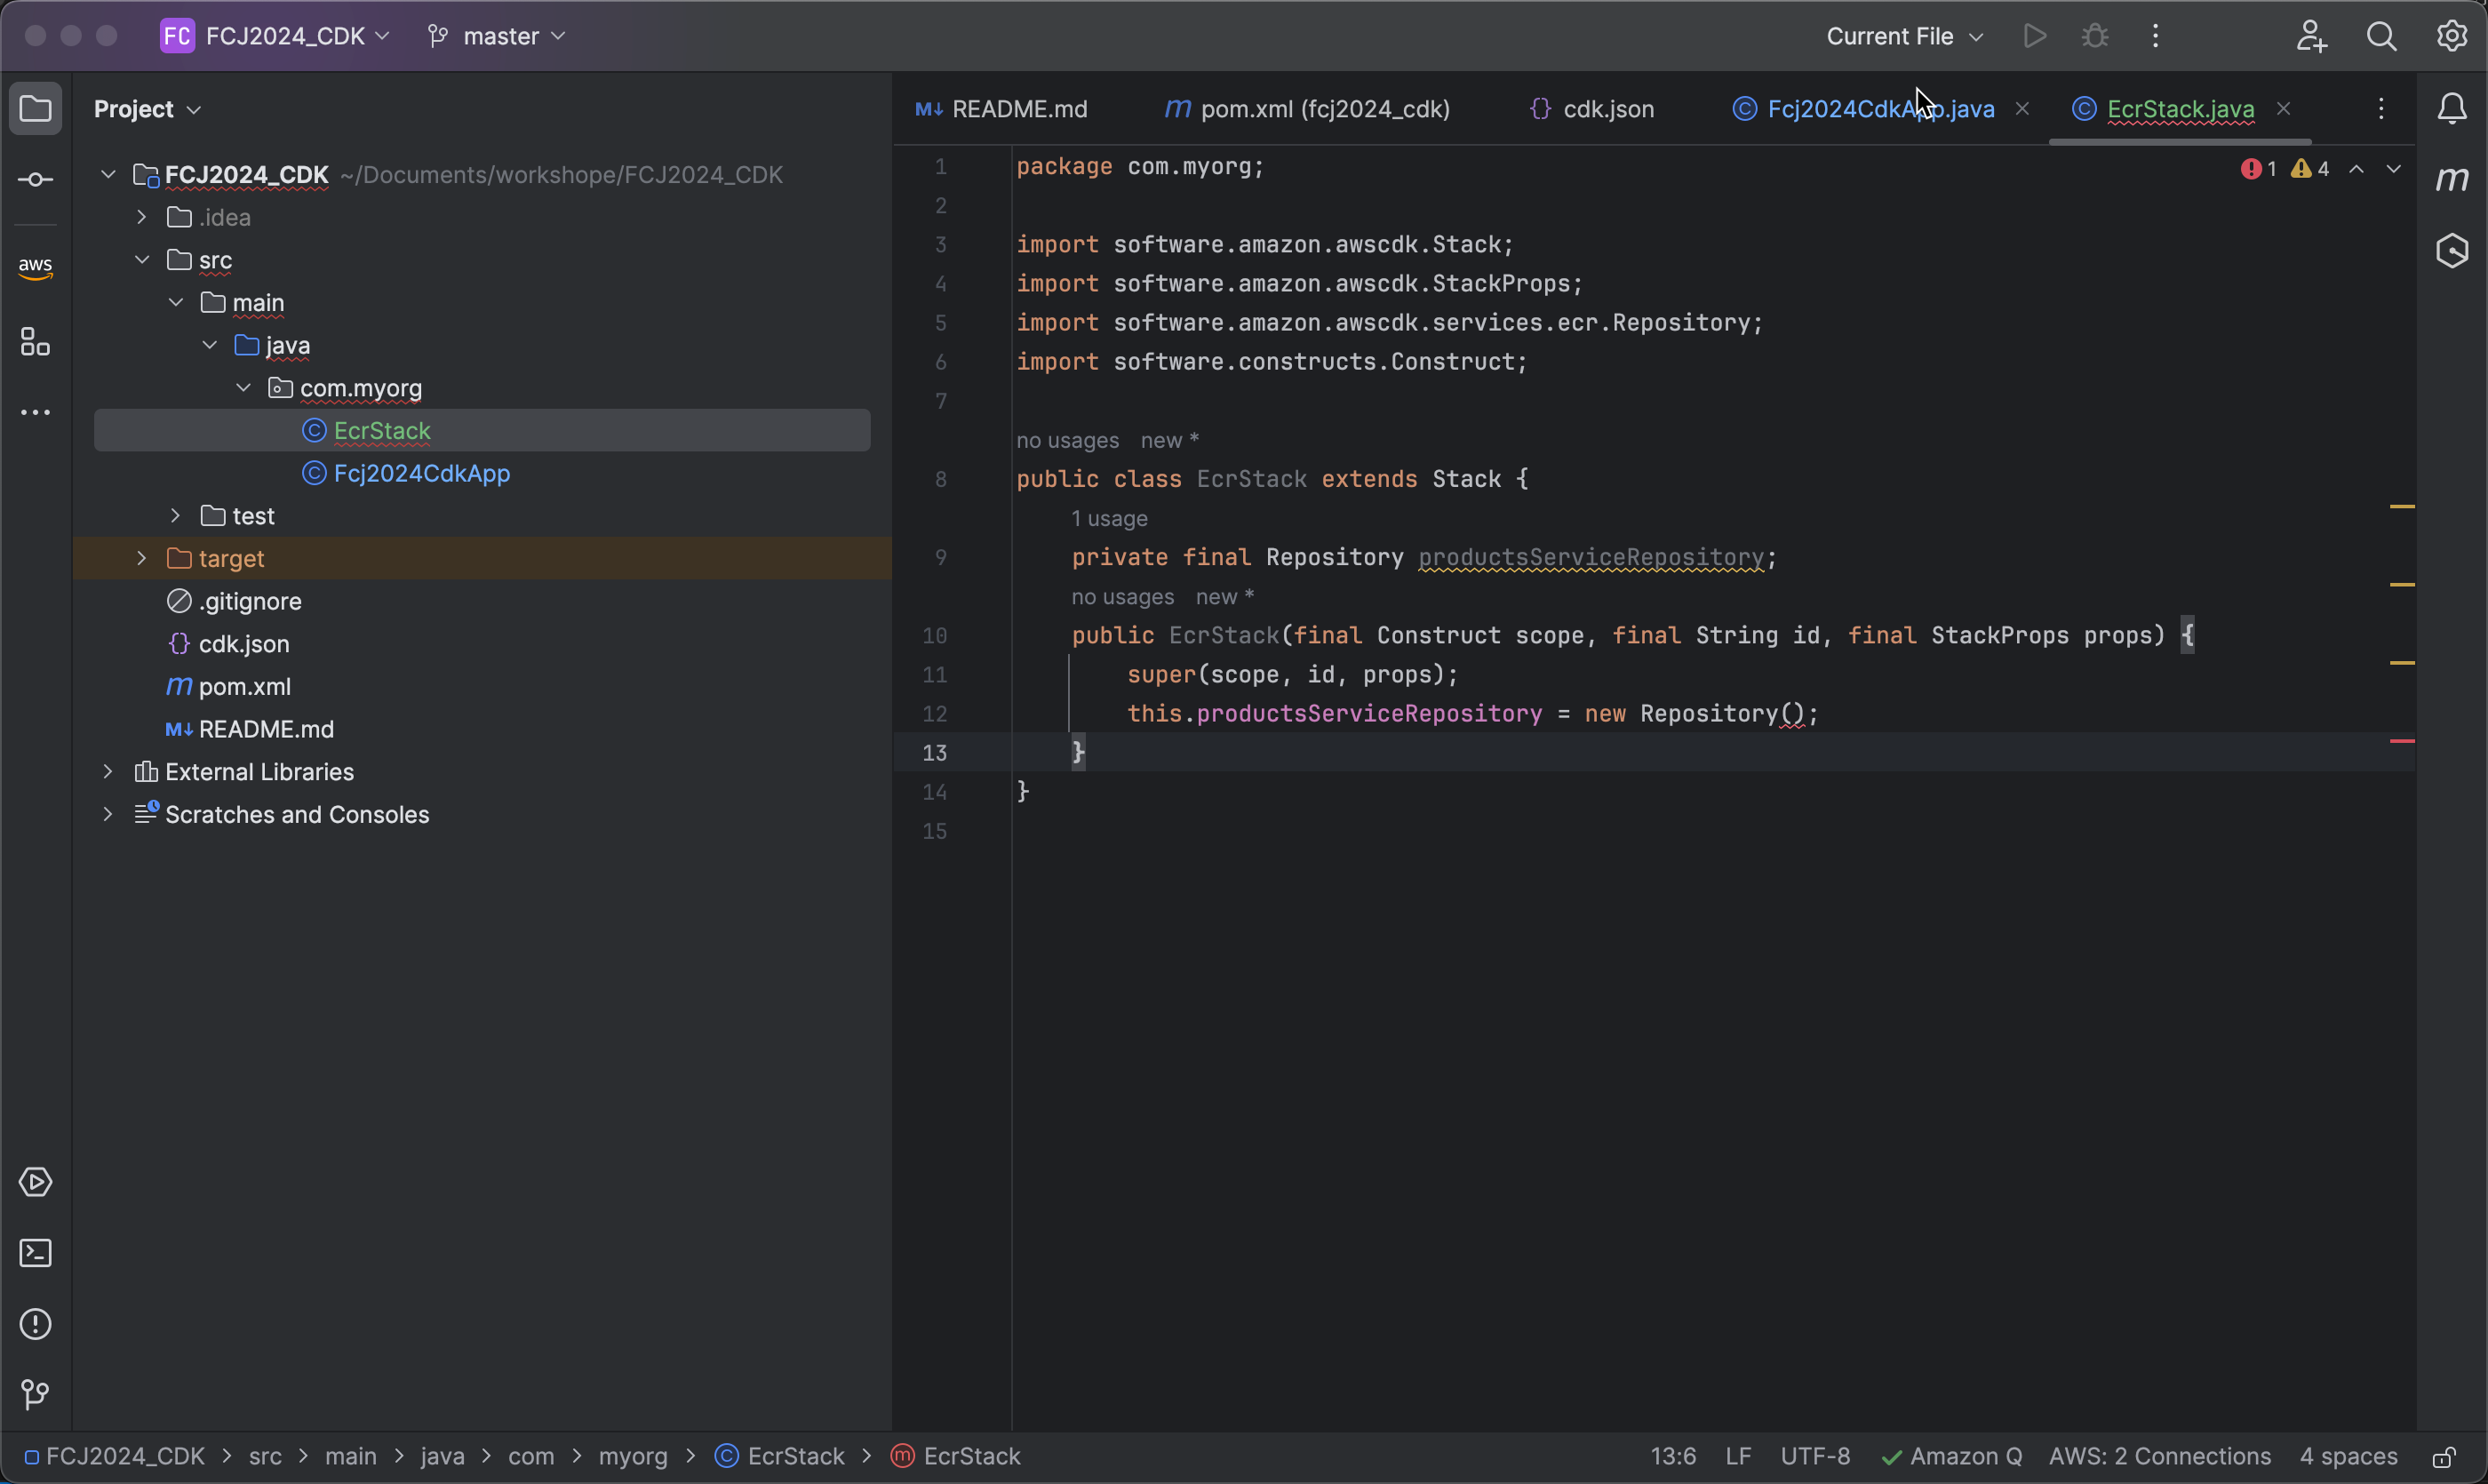 FC FCJ2024_CDK master Current File
Project
README.md pom.xml (fcj2024_cdk) cdk.json Fcj2024CdkApp.java EcrStack.java
aws
FCJ2024_CDK ~/Documents/workshope/FCJ2024_CDK
.idea
src
main
java
com.myorg
EcrStack
Fcj2024CdkApp
test
target
.gitignore
cdk.json
pom.xml
README.md
External Libraries
Scratches and Consoles
1 4
1 package com.myorg;
2
3 import software.amazon.awscdk.Stack;
4 import software.amazon.awscdk.StackProps;
5 import software.amazon.awscdk.services.ecr.Repository;
6 import software.constructs.Construct;
7
no usages new *
8 public class EcrStack extends Stack {
1 usage
9 private final Repository productsServiceRepository;
no usages new *
10 public EcrStack(final Construct scope, final String id, final StackProps props) {
11 super(scope, id, props);
12 this.productsServiceRepository = new Repository();
13 }
14 }
15
FCJ2024_CDK > src > main > java > com > myorg > EcrStack > EcrStack 13:6 LF UTF-8 Amazon Q AWS: 2 Connections 4 spaces